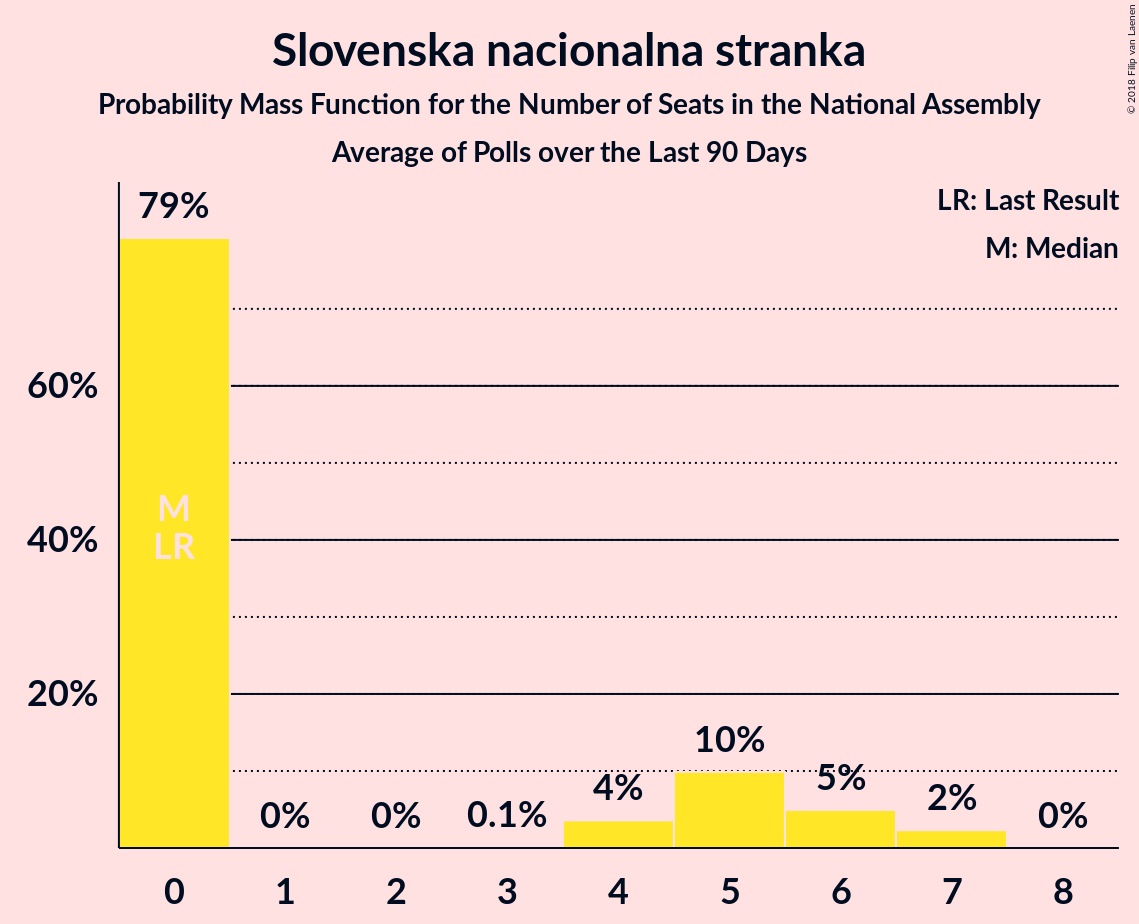 Slovenska nacionalna stranka
Probability Mass Function for the Number of Seats in the National Assembly
Average of Polls over the Last 90 Days
© 2018 Filip van Laenen
LR: Last Result
M: Median
79%
60%
40%
20%
M
LR
0%
0%
0.1%
4%
10%
5%
2%
0%
0
1
2
3
4
5
6
7
8